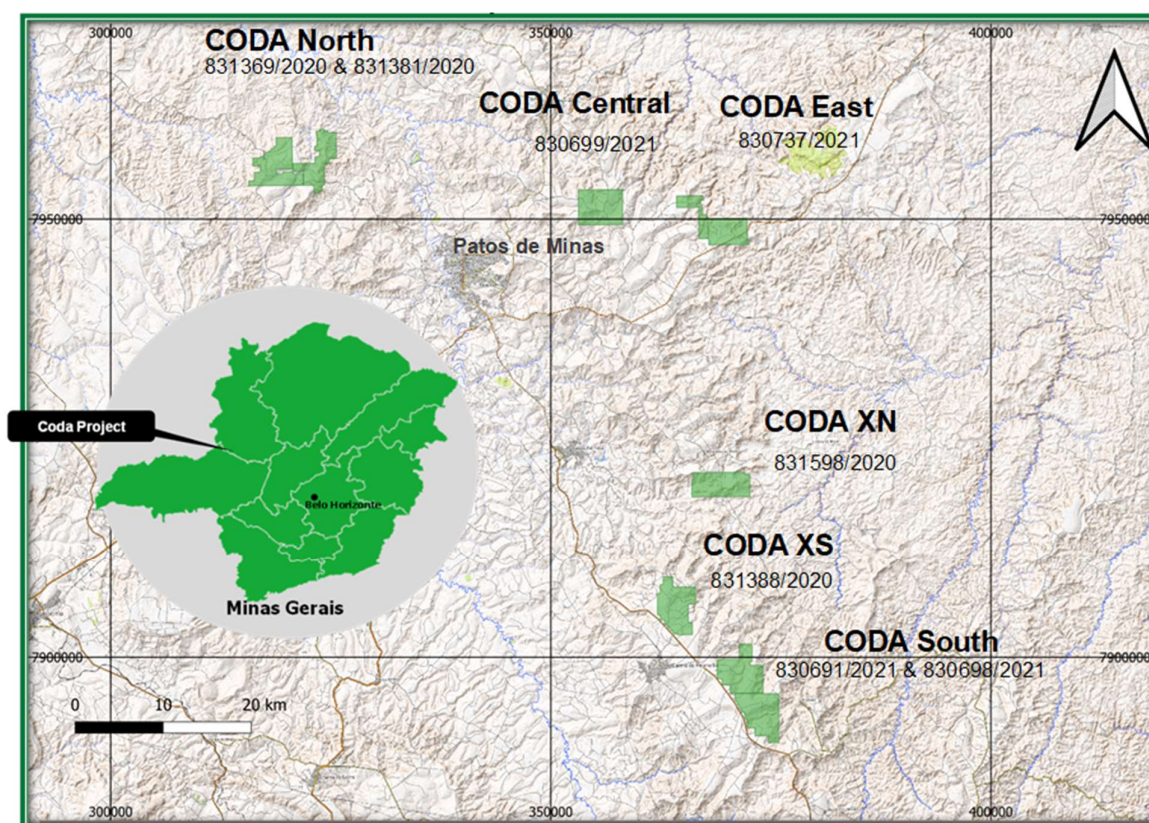 300000
350000
400000
CODA North
831369/2020 & 831381/2020
CODA Central
830699/2021
CODA East
830737/2021
7950000
7950000
Patos de Minas
Coda Project
Belo Horizonte
Minas Gerais
CODA XN
831598/2020
CODA XS
831388/2020
CODA South
830691/2021 & 830698/2021
7900000
7900000
0 10 20 km
300000
350000
400000